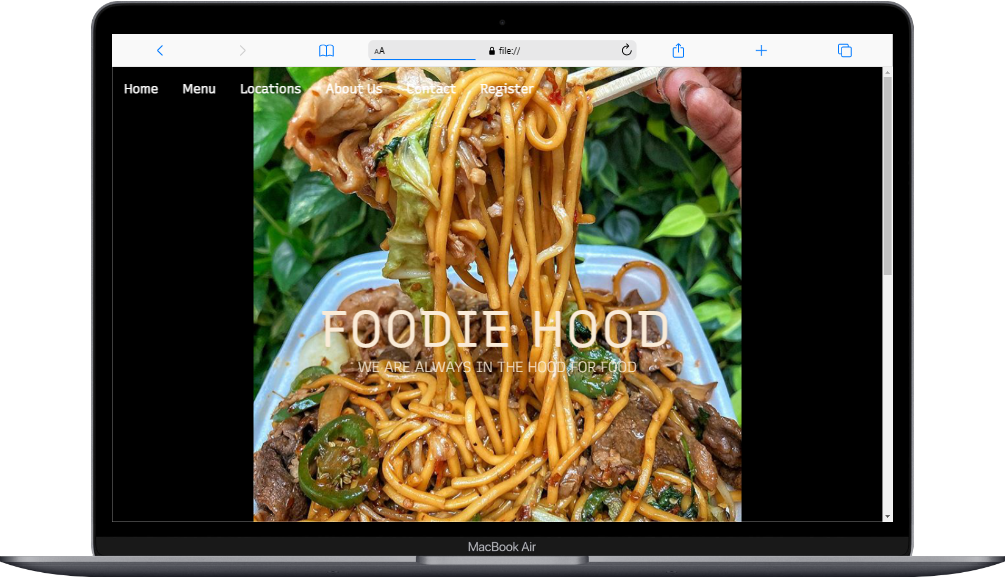 AA file://
Home Menu Locations About Us Contact Register
FOODIE HOOD
WE ARE ALWAYS IN THE HOOD FOR FOOD
MacBook Air